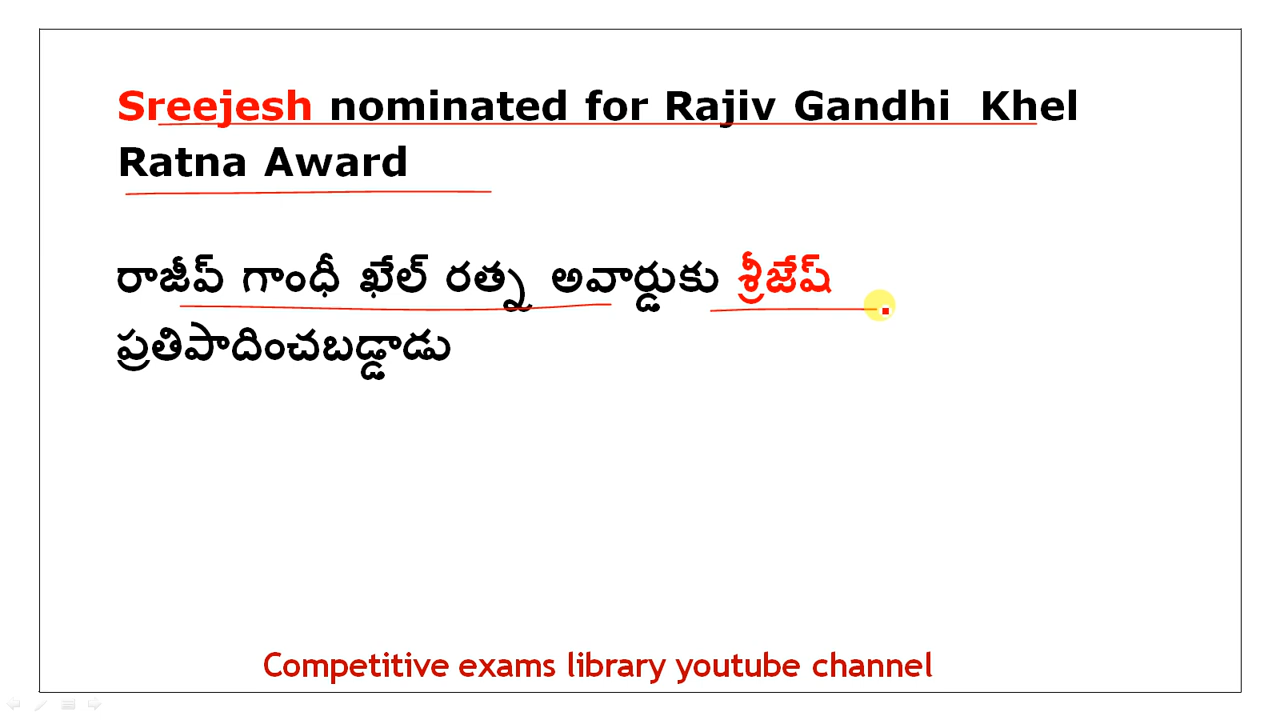 Sreejesh nominated for Rajiv Gandhi Khel
Ratna Award
రాజీవ్ గాంధీ ఖేల్ రత్న అవార్డుకు శ్రీజేష్
ప్రతిపాదించబడ్డాడు
Competitive exams library youtube channel